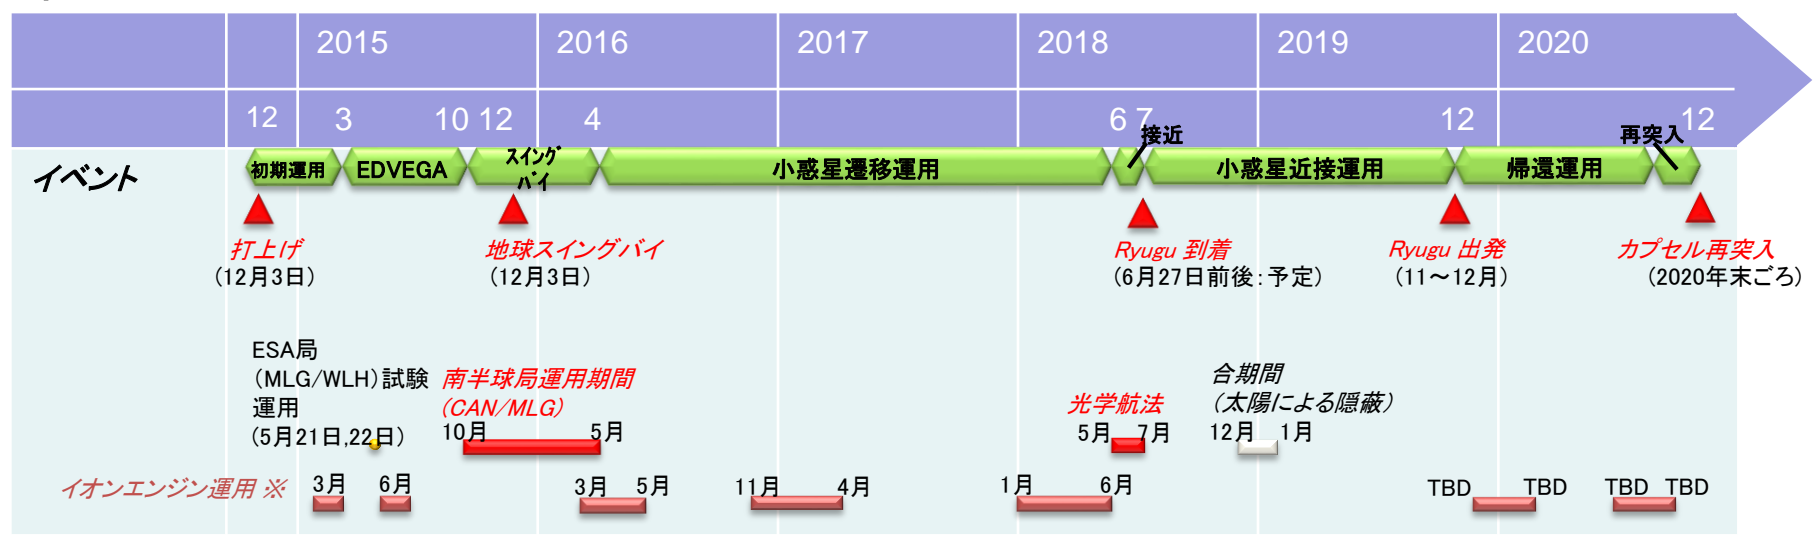 2015 2016 2017 2018 2019 2020
12 3 10 12 4 6 7 12 12
接近 再突入
イベント 初期運用 EDVEGA スイングバイ 小惑星遷移運用 小惑星近接運用 帰還運用
打上げ 地球スイングバイ Ryugu 到着 Ryugu 出発 カプセル再突入
(12月3日) (12月3日) (6月27日前後:予定) (11～12月) (2020年末ごろ)
ESA局
(MLG/WLH)試験
運用
(5月21日,22日)
南半球局運用期間
(CAN/MLG)
10月 5月
光学航法
5月 7月
合期間
(太陽による隠蔽)
12月 1月
イオンエンジン運用 ※ 3月 6月 3月 5月 11月 4月 1月 6月 TBD TBD TBD TBD